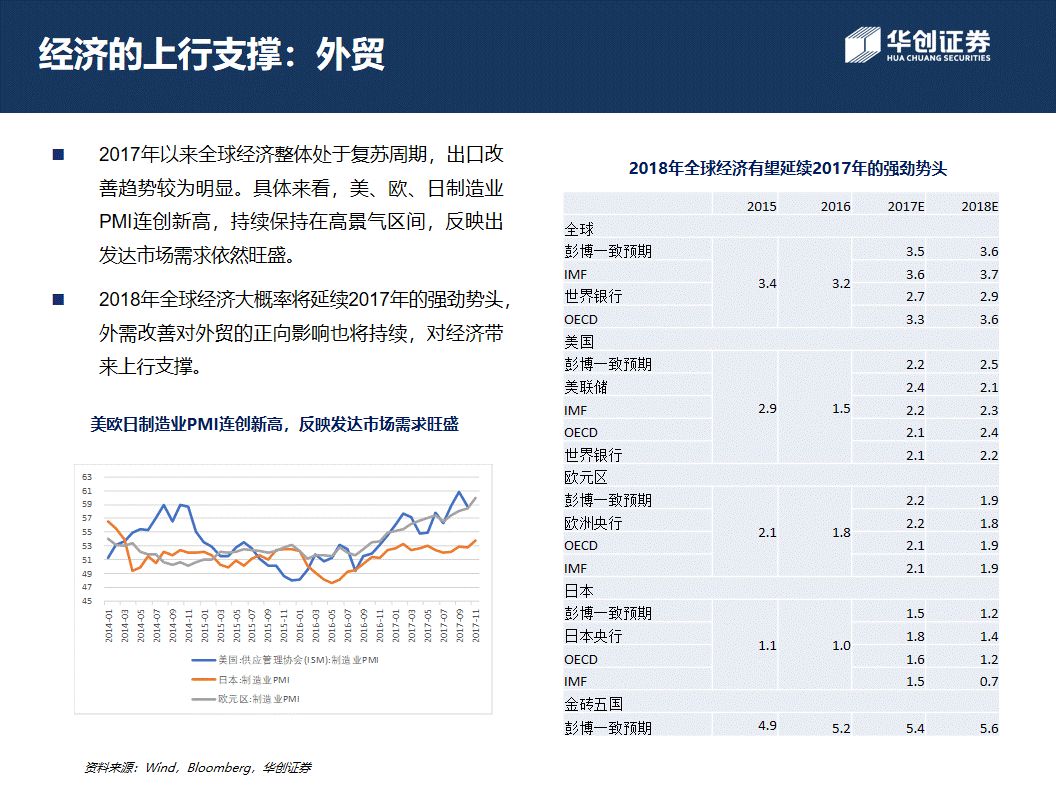 经济的上行支撑：外贸
华创证券
HUA CHUANG SECURITIES
■ 2017年以来全球经济整体处于复苏周期，出口改
善趋势较为明显。具体来看，美、欧、日制造业
PMI连创新高，持续保持在高景气区间，反映出
发达市场需求依然旺盛。
■ 2018年全球经济大概率将延续2017年的强劲势头，
外需改善对外贸的正向影响也将持续，对经济带
来上行支撑。
美欧日制造业PMI连创新高，反映发达市场需求旺盛
63
61
59
57
55
53
51
49
47
45
2014-01 2014-03 2014-05 2014-07 2014-09 2014-11 2015-01 2015-03 2015-05 2015-07 2015-09 2015-11 2016-01 2016-03 2016-05 2016-07 2016-09 2016-11 2017-01 2017-03 2017-05 2017-07 2017-09 2017-11
美国:供应管理协会(ISM):制造业PMI
日本:制造业PMI
欧元区:制造业PMI
2018年全球经济有望延续2017年的强劲势头
2015 2016 2017E 2018E
全球
彭博一致预期 3.4 3.2 3.5 3.6
IMF 3.6 3.7
世界银行 2.7 2.9
OECD 3.3 3.6
美国
彭博一致预期 2.9 1.5 2.2 2.5
美联储 2.4 2.1
IMF 2.2 2.3
OECD 2.1 2.4
世界银行 2.1 2.2
欧元区
彭博一致预期 2.1 1.8 2.2 1.9
欧洲央行 2.2 1.8
OECD 2.1 1.9
IMF 2.1 1.9
日本
彭博一致预期 1.1 1.0 1.5 1.2
日本央行 1.8 1.4
OECD 1.6 1.2
IMF 1.5 0.7
金砖五国
彭博一致预期 4.9 5.2 5.4 5.6
资料来源：Wind，Bloomberg，华创证券